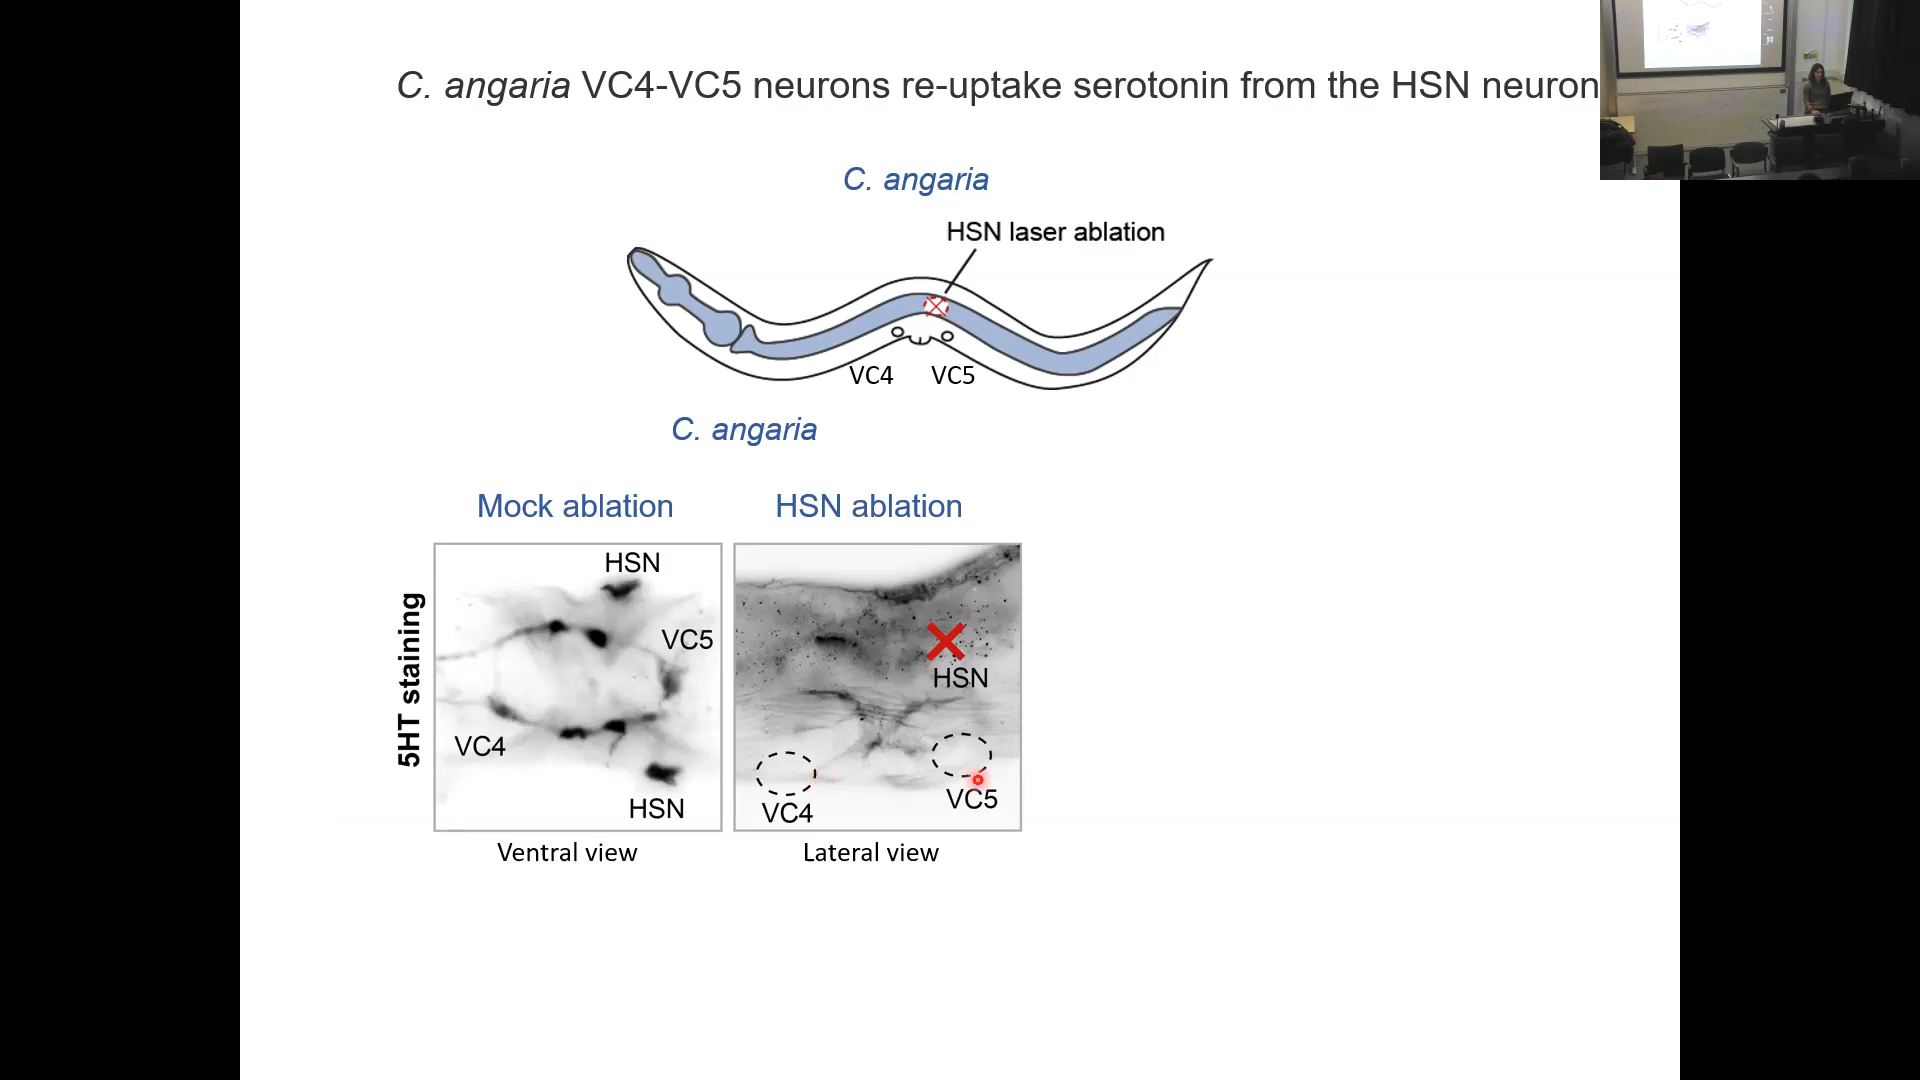 C. angaria VC4-VC5 neurons re-uptake serotonin from the HSN neuron
C. angaria
HSN laser ablation
VC4
VC5
C. angaria
Mock ablation
HSN ablation
5HT staining
HSN
VC5
VC4
HSN
HSN
VC4
VC5
Ventral view
Lateral view